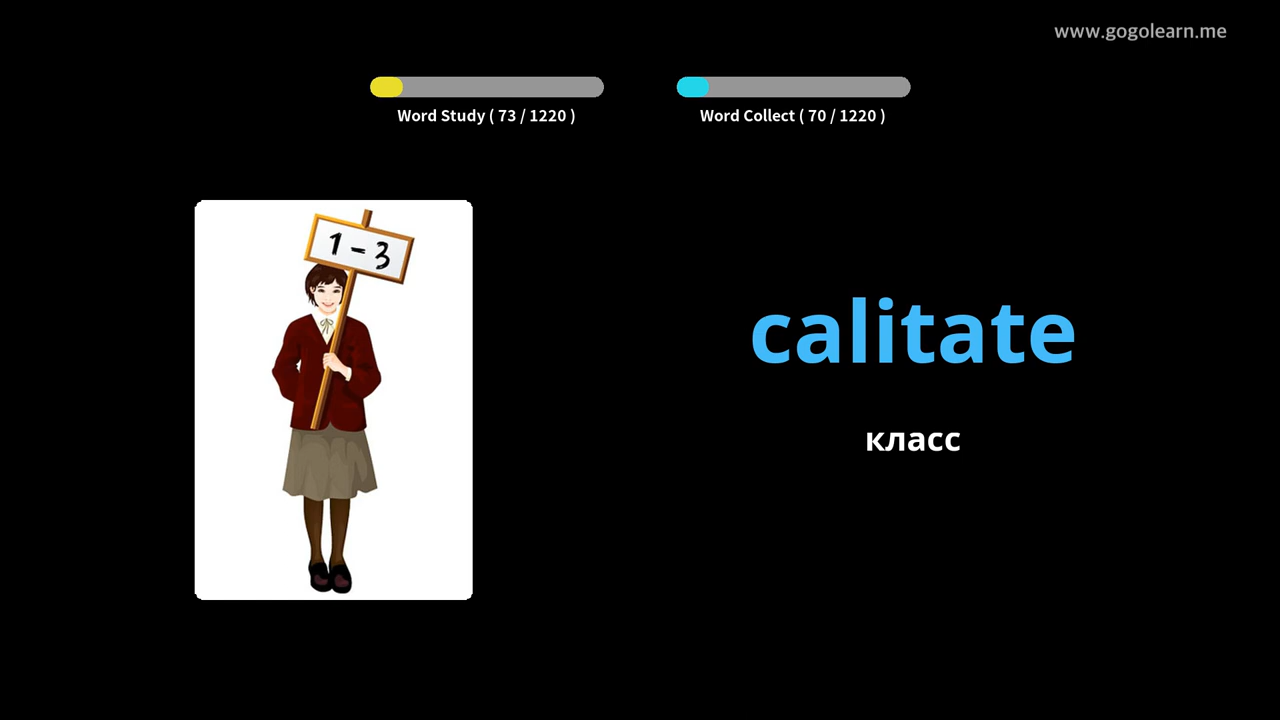 www.gogolearn.me
Word Study ( 73 / 1220 )
Word Collect ( 70 / 1220 )
1 - 3
calitate
класс